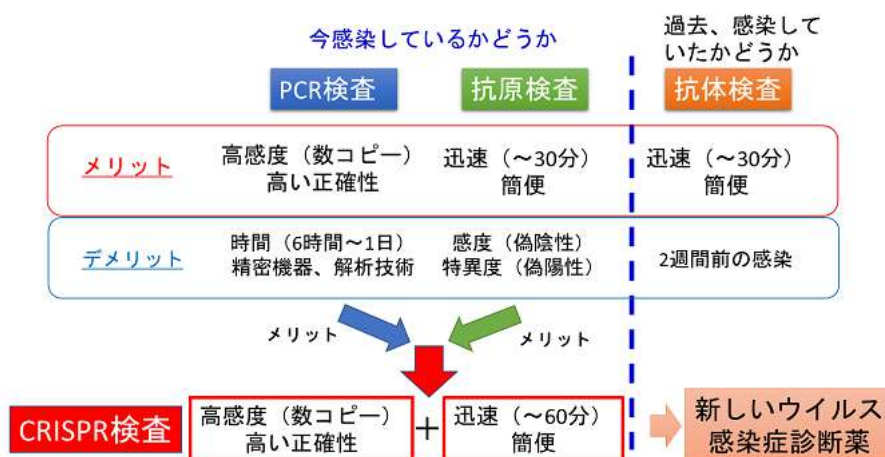 今感染しているかどうか
過去、感染して
いたかどうか
PCR検査
抗原検査
抗体検査
メリット
高感度（数コピー）
高い正確性
迅速（～30分）
簡便
迅速（～30分）
簡便
デメリット
時間（6時間～1日）
精密機器、解析技術
感度（偽陰性）
特異度（偽陽性）
2週間前の感染
メリット
メリット
CRISPR検査
高感度（数コピー）
高い正確性
+
迅速（～60分）
簡便
新しいウイルス
感染症診断薬